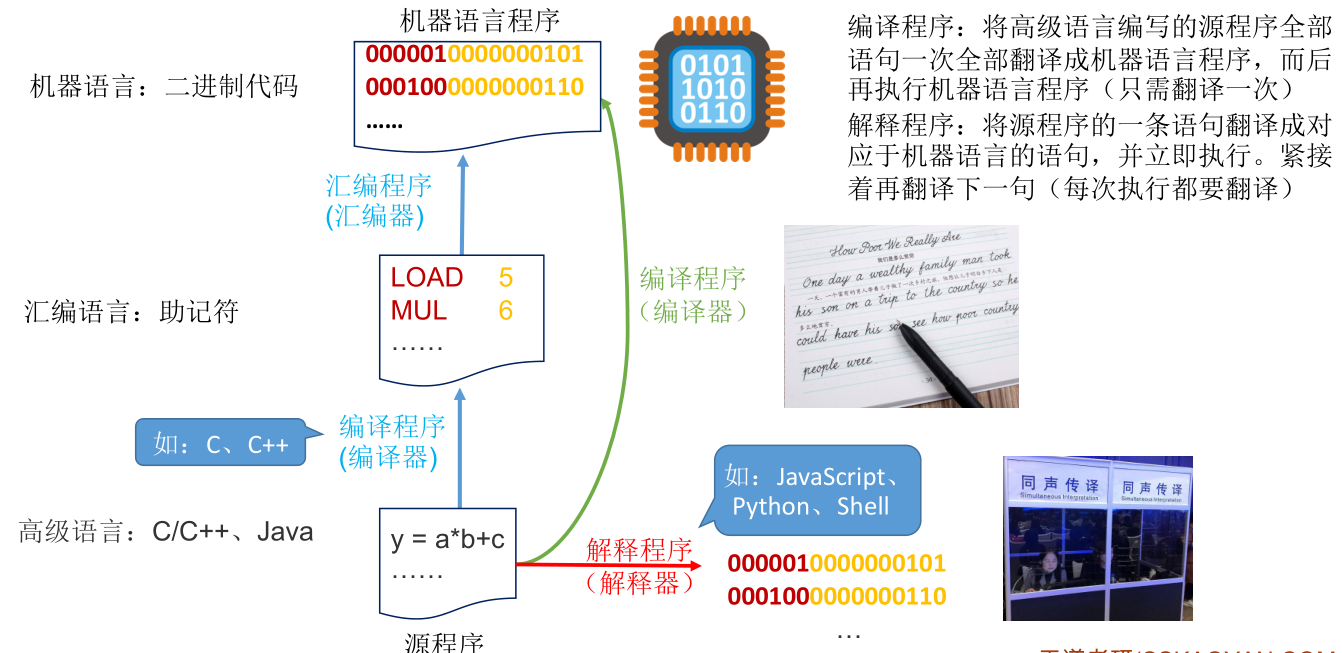 机器语言程序
0000010000000101
0001000000000110
……
机器语言：二进制代码
0101
1010
0110
编译程序：将高级语言编写的源程序全部
语句一次全部翻译成机器语言程序，而后
再执行机器语言程序（只需翻译一次）
解释程序：将源程序的一条语句翻译成对
应于机器语言的语句，并立即执行。紧接
着再翻译下一句（每次执行都要翻译）
汇编程序
(汇编器)
LOAD 5
MUL 6
……
汇编语言：助记符
编译程序
（编译器）
How Poor We Really Are
我们是多么贫穷
One day a wealthy family man took
his son on a trip to the country so he
could have his son see how poor country
people were.
如：C、C++
编译程序
(编译器)
如：JavaScript、
Python、Shell
同声传译
Simultaneous Interpretation
同声传译
Simultaneous Interpretation
高级语言：C/C++、Java
y = a*b+c
……
解释程序
（解释器）
0000010000000101
0001000000000110
…
源程序